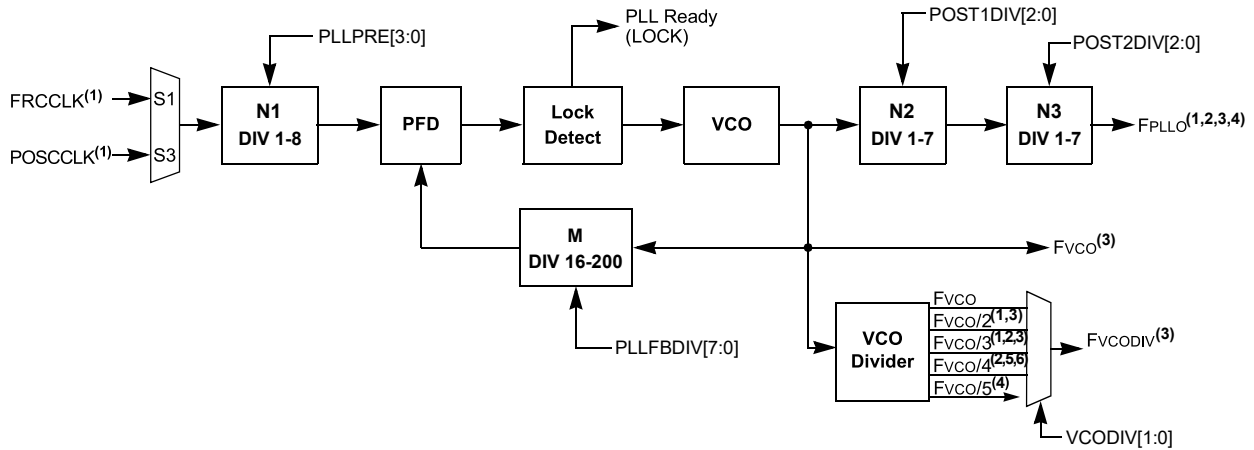 PLL Ready
(LOCK)
POST1DIV[2:0]
PLLPRE[3:0]
POST2DIV[2:0]
FRCCLK(1)
S1
POSCCLK(1)
S3
N1
DIV 1-8
PFD
Lock
Detect
VCO
N2
DIV 1-7
N3
DIV 1-7
FPLLO(1,2,3,4)
M
DIV 16-200
FVCO(3)
PLLFBDIV[7:0]
VCO
Divider
FVCO
FVCO/2(1,3)
FVCO/3(1,2,3)
FVCO/4(2,5,6)
FVCO/5(4)
FVCODIV(3)
VCODIV[1:0]